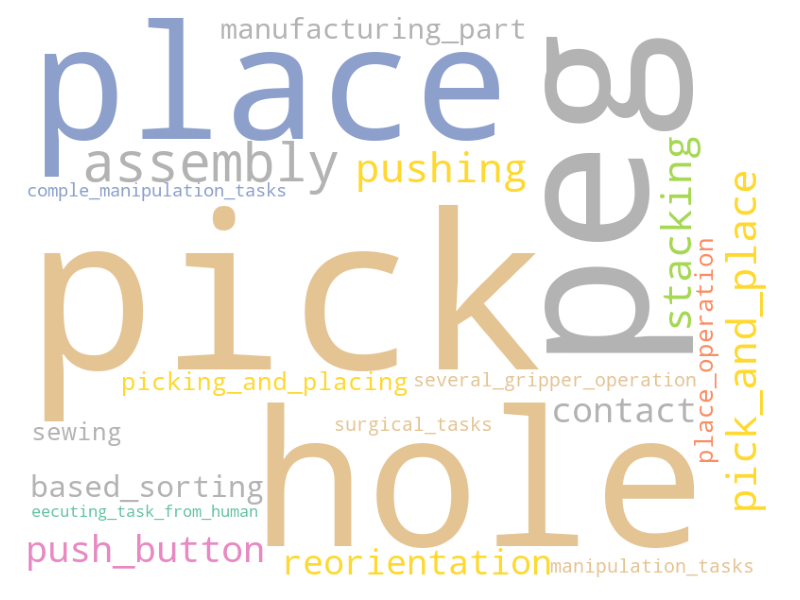 manufacturing_part
place
peg
assembly
pushing
stacking
comple_manipulation_tasks
pick_and_place
pick
place_operation
picking_and_placing
several_gripper_operation
hole
contact
sewing
surgical_tasks
based_sorting
eecuting_task_from_human
push_button
reorientation
manipulation_tasks